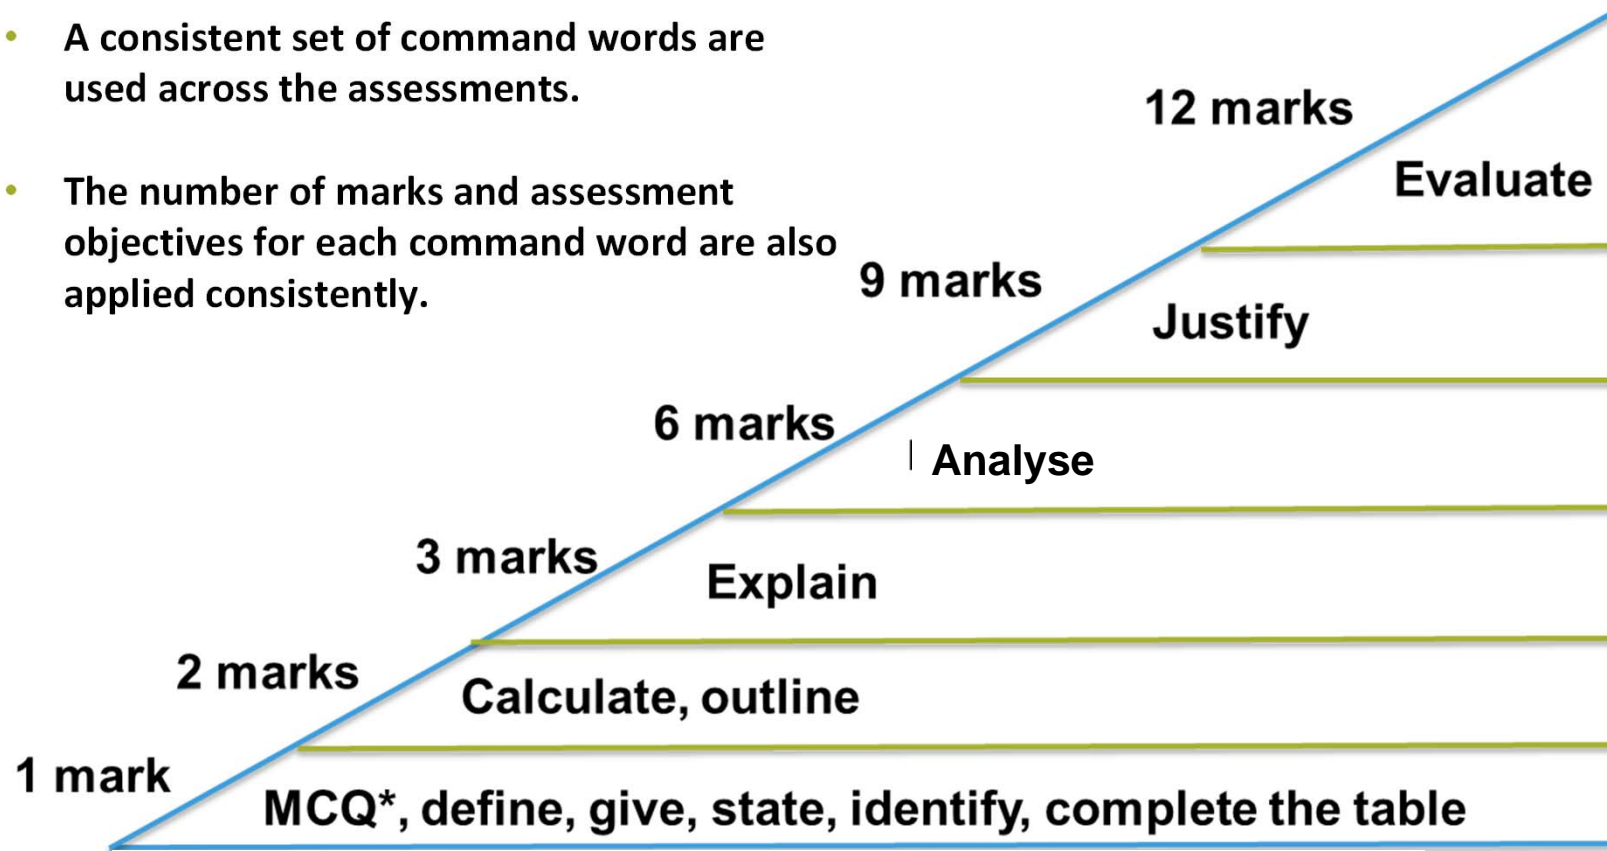 • A consistent set of command words are
used across the assessments.
• The number of marks and assessment
objectives for each command word are also
applied consistently.
12 marks
Evaluate
9 marks
Justify
6 marks
Analyse
3 marks
Explain
2 marks
Calculate, outline
1 mark
MCQ*, define, give, state, identify, complete the table